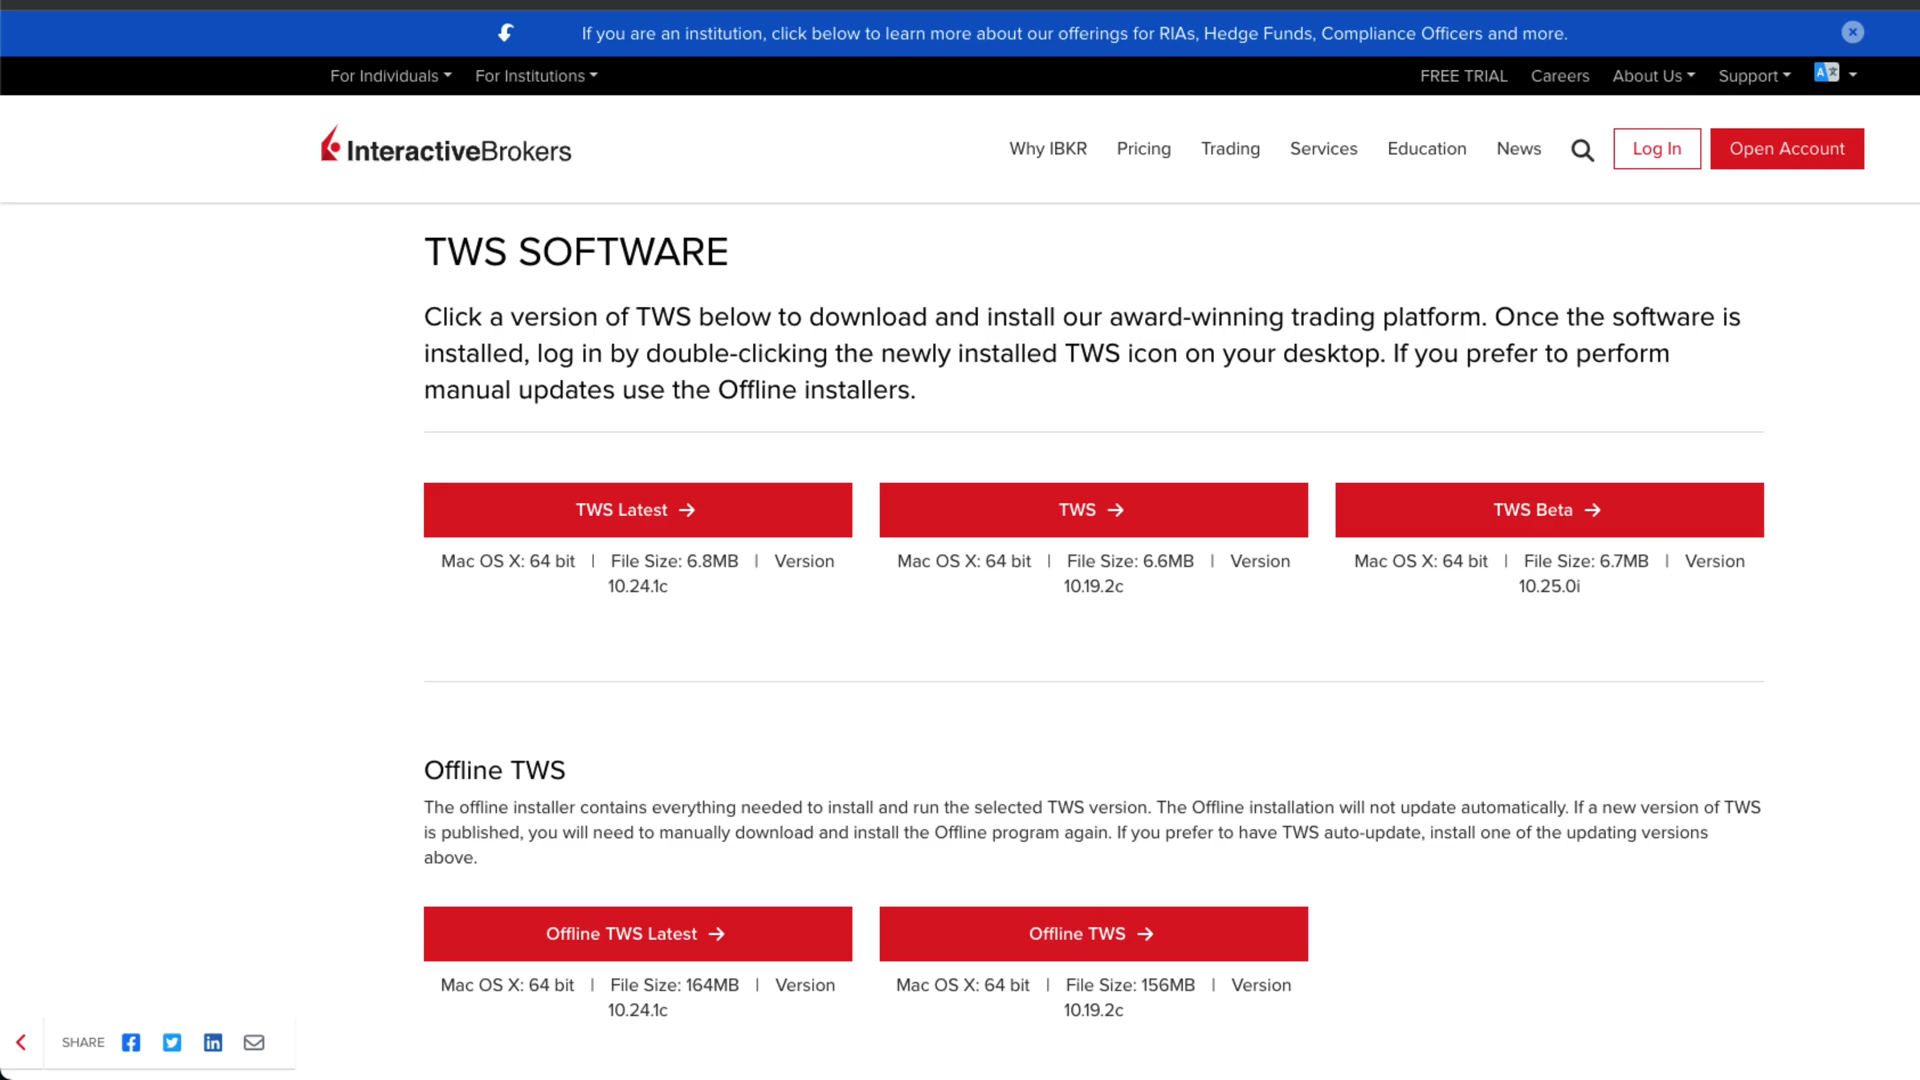 If you are an institution, click below to learn more about our offerings for RIAs, Hedge Funds, Compliance Officers and more.
For Individuals For Institutions FREE TRIAL Careers About Us Support
InteractiveBrokers Why IBKR Pricing Trading Services Education News Log In Open Account
TWS SOFTWARE
Click a version of TWS below to download and install our award-winning trading platform. Once the software is
installed, log in by double-clicking the newly installed TWS icon on your desktop. If you prefer to perform
manual updates use the Offline installers.
TWS Latest →
Mac OS X: 64 bit | File Size: 6.8MB | Version
10.24.1c
TWS →
Mac OS X: 64 bit | File Size: 6.6MB | Version
10.19.2c
TWS Beta →
Mac OS X: 64 bit | File Size: 6.7MB | Version
10.25.0i
Offline TWS
The offline installer contains everything needed to install and run the selected TWS version. The Offline installation will not update automatically. If a new version of TWS
is published, you will need to manually download and install the Offline program again. If you prefer to have TWS auto-update, install one of the updating versions
above.
Offline TWS Latest →
Mac OS X: 64 bit | File Size: 164MB | Version
10.24.1c
Offline TWS →
Mac OS X: 64 bit | File Size: 156MB | Version
10.19.2c
SHARE